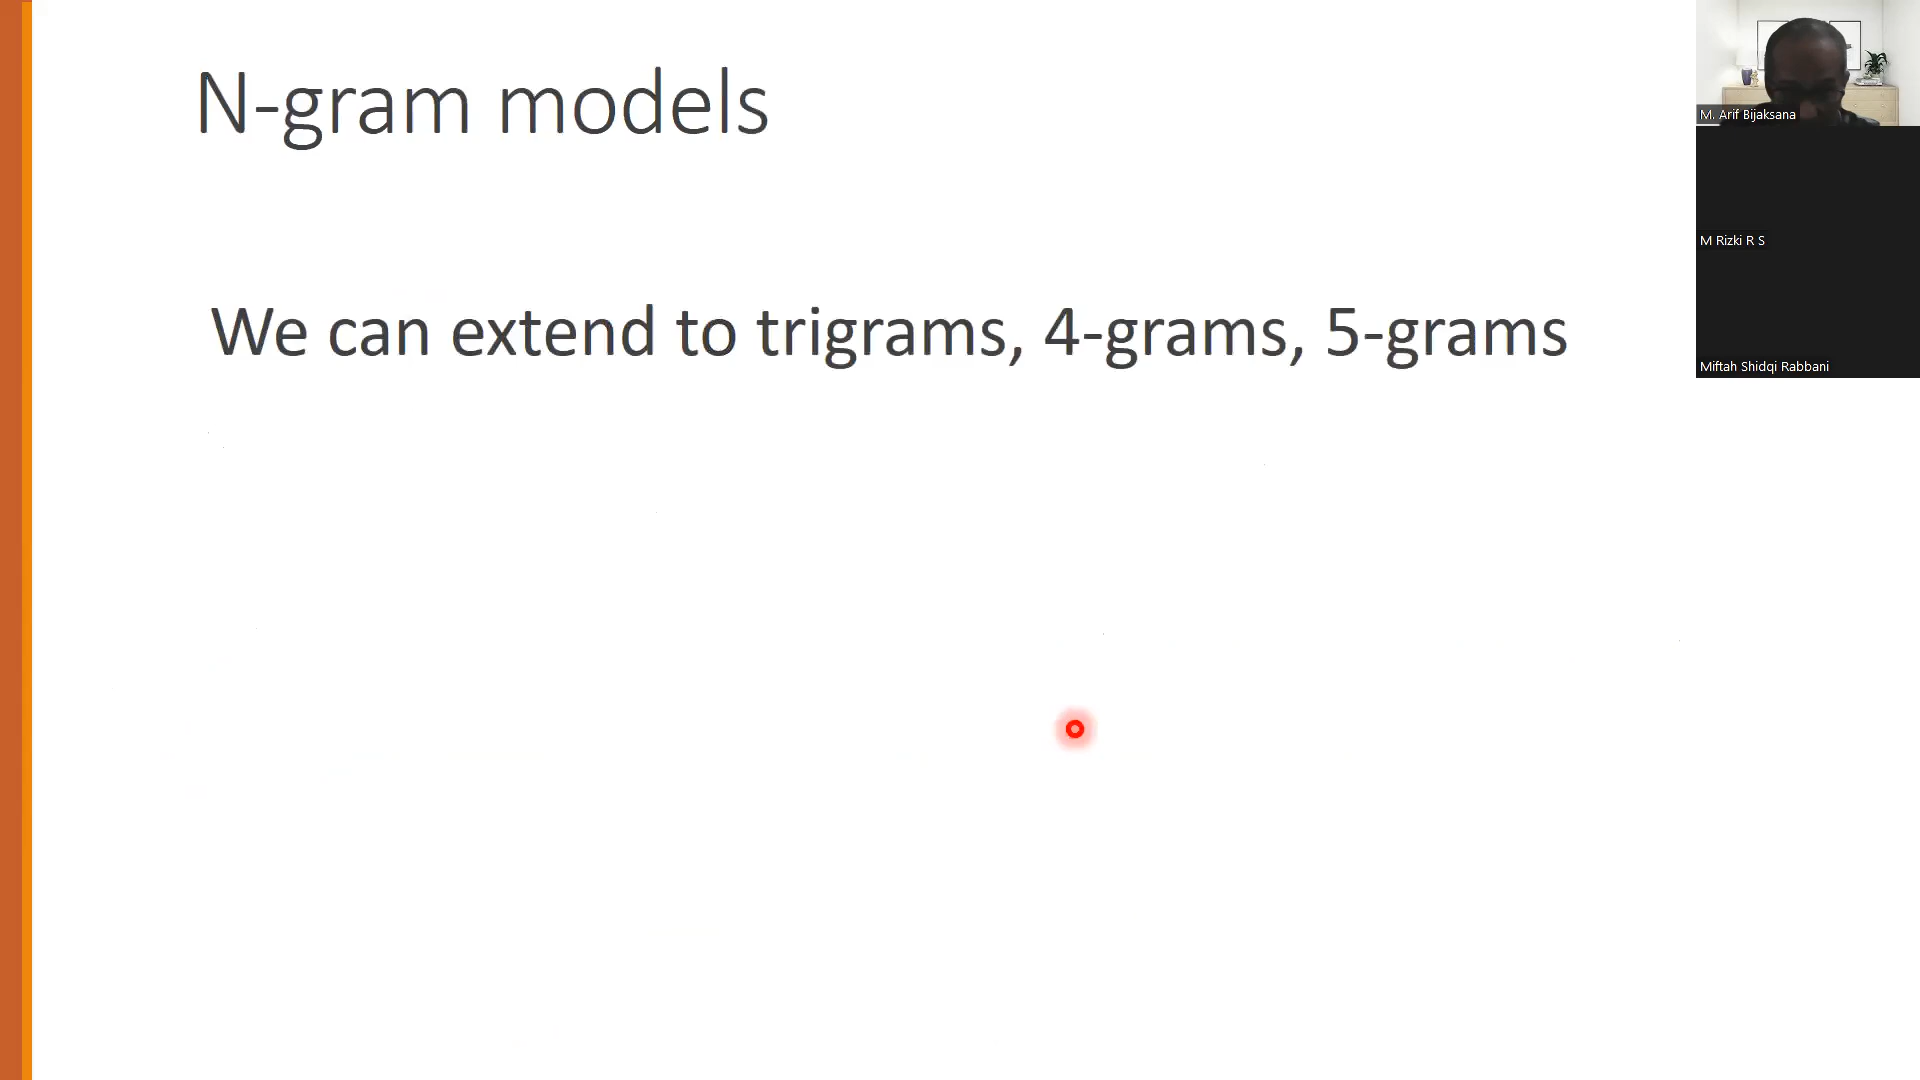 N-gram models
We can extend to trigrams, 4-grams, 5-grams
M. Arif Bijaksana
M Rizki R S
Miftah Shidqi Rabbani